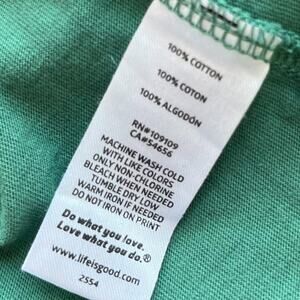 100% COTTON
100% COTON
100% ALGODÓN
RN#109109
CA#54656
MACHINE WASH COLD
WITH LIKE COLORS
ONLY NON-CHLORINE
BLEACH WHEN NEEDED
TUMBLE DRY LOW
WARM IRON IF NEEDED
DO NOT IRON ON PRINT
Do what you love.
Love what you do.®
www.lifeisgood.com
2554